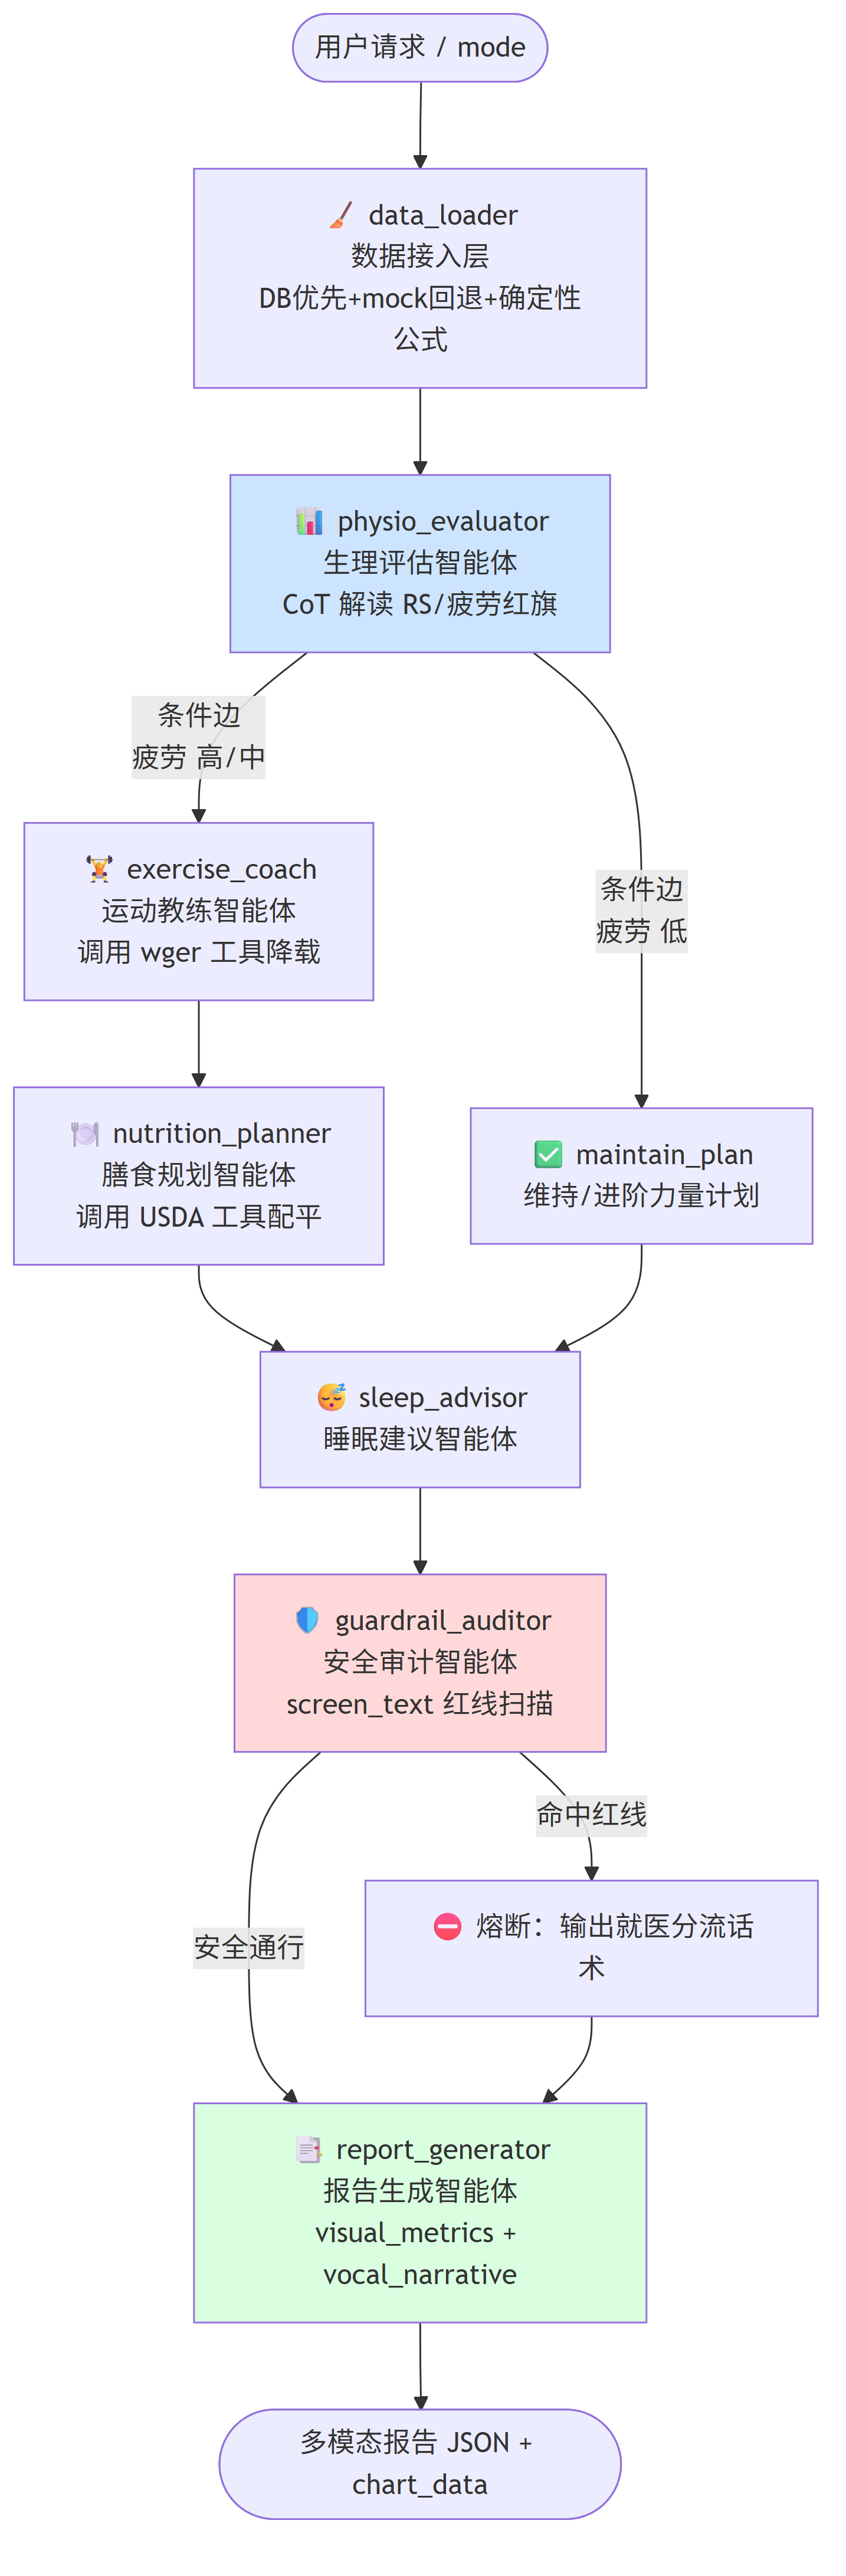 用户请求 / mode
data_loader
数据接入层
DB优先+mock回退+确定性
公式
physio_evaluator
生理评估智能体
CoT 解读 RS/疲劳红旗
条件边
疲劳 高/中
exercise_coach
运动教练智能体
调用 wger 工具降载
条件边
疲劳 低
nutrition_planner
膳食规划智能体
调用 USDA 工具配平
maintain_plan
维持/进阶力量计划
sleep_advisor
睡眠建议智能体
guardrail_auditor
安全审计智能体
screen_text 红线扫描
命中红线
安全通行
熔断：输出就医分流话
术
report_generator
报告生成智能体
visual_metrics +
vocal_narrative
多模态报告 JSON +
chart_data